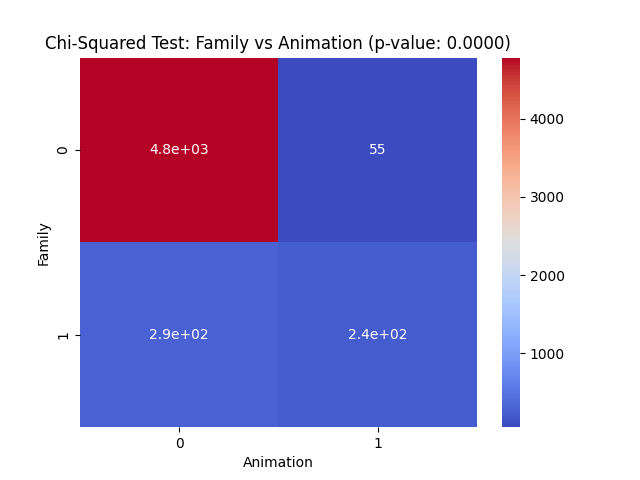 Chi-Squared Test: Family vs Animation (p-value: 0.0000)
4.8e+03 55
2.9e+02 2.4e+02
0
1
Family
0 1
Animation
4000
3000
2000
1000